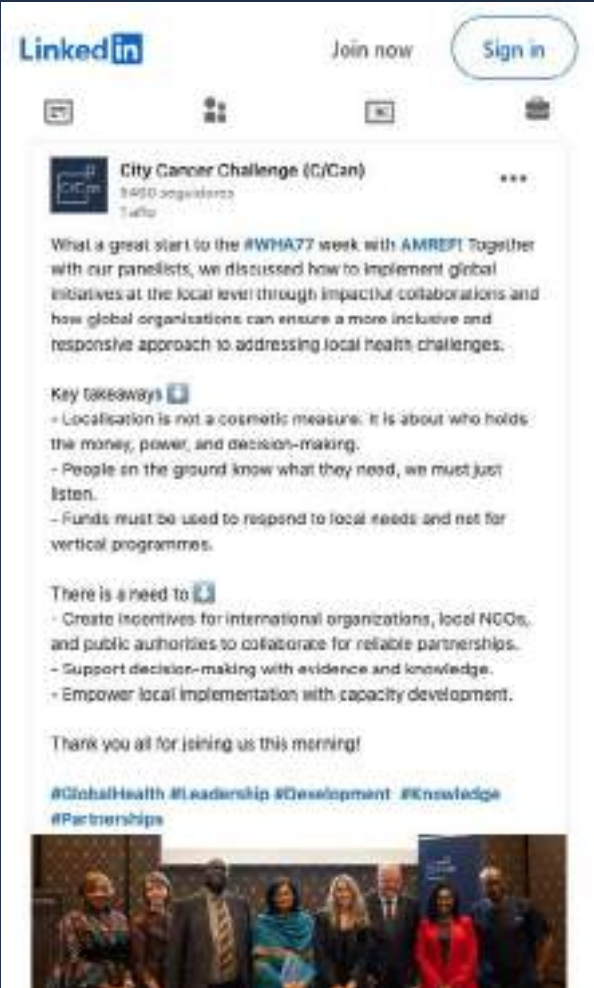 Linked in
Join now
Sign in
City Cancer Challenge (C/Can)
seguidores
1 año
What a great start to the #WHA77 week with AMREF! Together
with our panellists, we discussed how to implement global
initiatives at the local level through impactful collaborations and
how global organisations can ensure a more inclusive and
responsive approach to addressing local health challenges.
Key takeaways
- Localisation is not a cosmetic measure. It is about who holds
the money, power, and decision-making.
- People on the ground know what they need, we must just
listen.
- Funds must be used to respond to local needs and not for
vertical programmes.
There is a need to
- Create incentives for international organizations, local NGOs,
and public authorities to collaborate for reliable partnerships.
- Support decision-making with evidence and knowledge.
- Empower local implementation with capacity development.
Thank you all for joining us this morning!
#GlobalHealth #Leadership #Development #Knowledge
#Partnerships